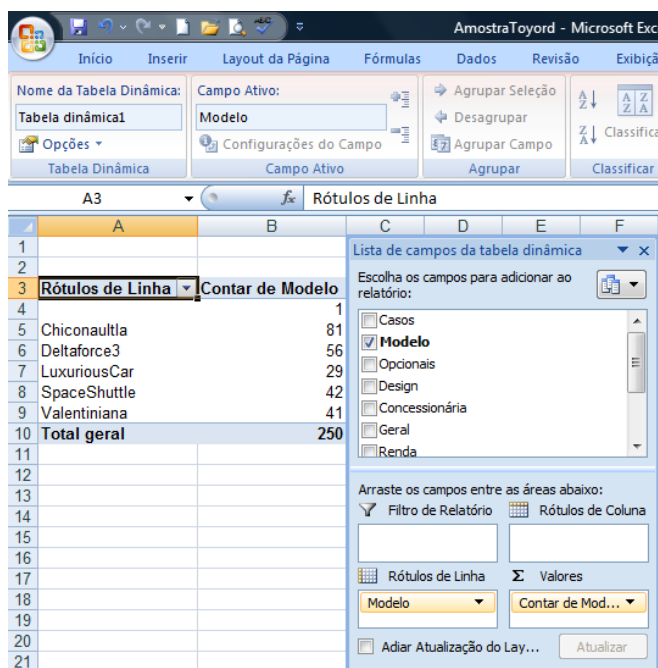 AmostraToyord - Microsoft Exc
Início Inserir Layout da Página Fórmulas Dados Revisão Exibiçã
Nome da Tabela Dinâmica: Campo Ativo: Agrupar Seleção
Tabela dinâmica1 Modelo Desagrupar
Opções Configurações do Campo Agrupar Campo Classifica
Tabela Dinâmica Campo Ativo Agrupar Classificar
A3 fx Rótulos de Linha
A B C D E F
1 Lista de campos da tabela dinâmica
2 Escolha os campos para adicionar ao
relatório:
3 Rótulos de Linha Contar de Modelo
4 1 Casos
5 Chiconaultla 81 Modelo
6 Deltaforce3 56 Opcionais
7 LuxuriousCar 29 Design
8 SpaceShuttle 42 Concessionária
9 Valentiniana 41 Geral
10 Total geral 250 Renda
11
12
13 Arraste os campos entre as áreas abaixo:
14 Filtro de Relatório Rótulos de Coluna
15
16
17 Rótulos de Linha Σ Valores
18 Modelo Contar de Mod...
19
20 Adiar Atualização do Lay... Atualizar
21